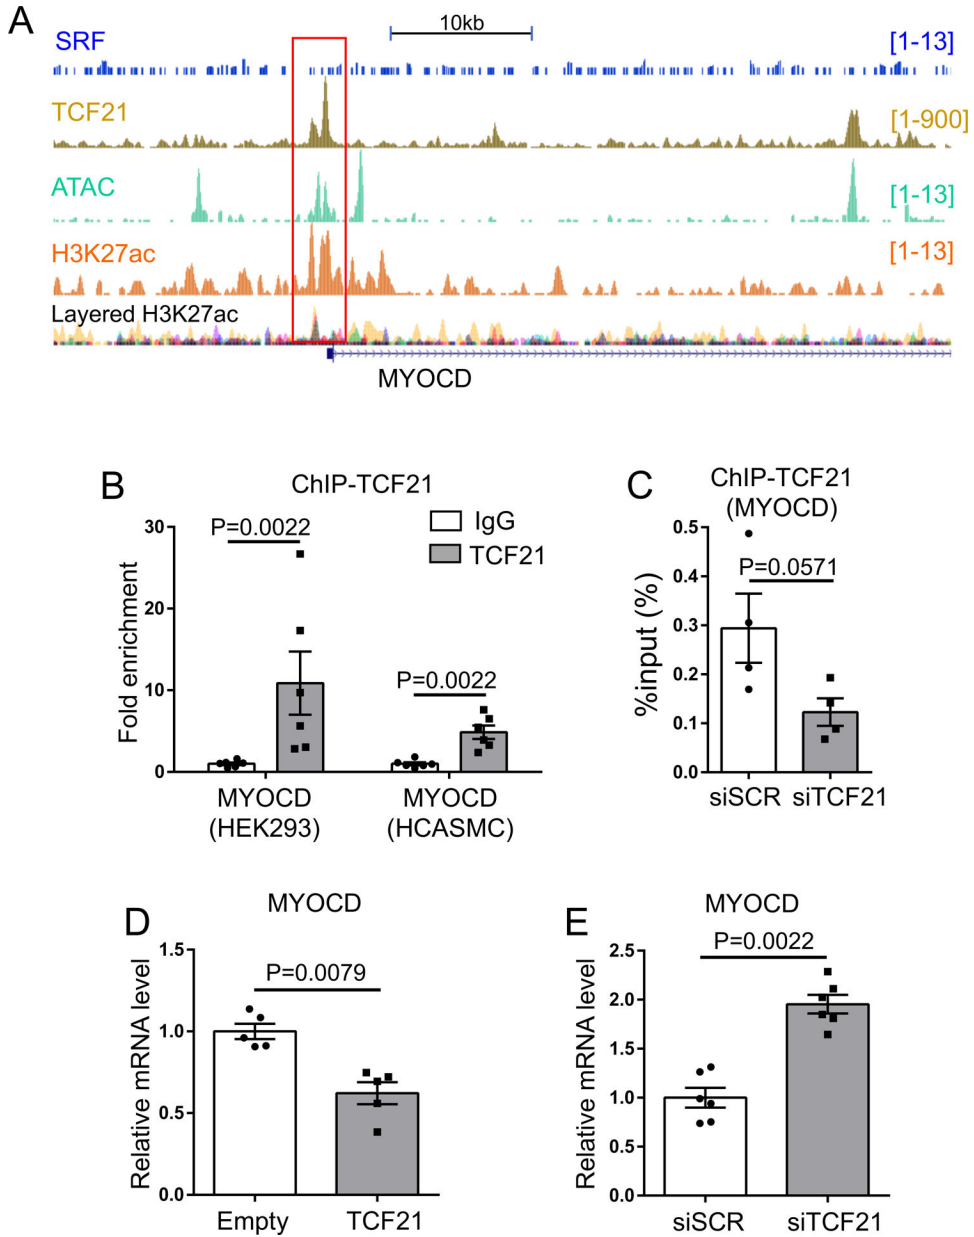 A
10kb
SRF [1-13]
TCF21 [1-900]
ATAC [1-13]
H3K27ac [1-13]
Layered H3K27ac
MYOCD
B
ChIP-TCF21
IgG
TCF21
P=0.0022
P=0.0022
Fold enrichment
30
20
10
0
MYOCD
(HEK293)
MYOCD
(HCASMC)
C
ChIP-TCF21
(MYOCD)
P=0.0571
%input (%)
0.5
0.4
0.3
0.2
0.1
0.0
siSCR siTCF21
D
MYOCD
P=0.0079
Relative mRNA level
1.5
1.0
0.5
0.0
Empty TCF21
E
MYOCD
P=0.0022
Relative mRNA level
2.5
2.0
1.5
1.0
0.5
0.0
siSCR siTCF21